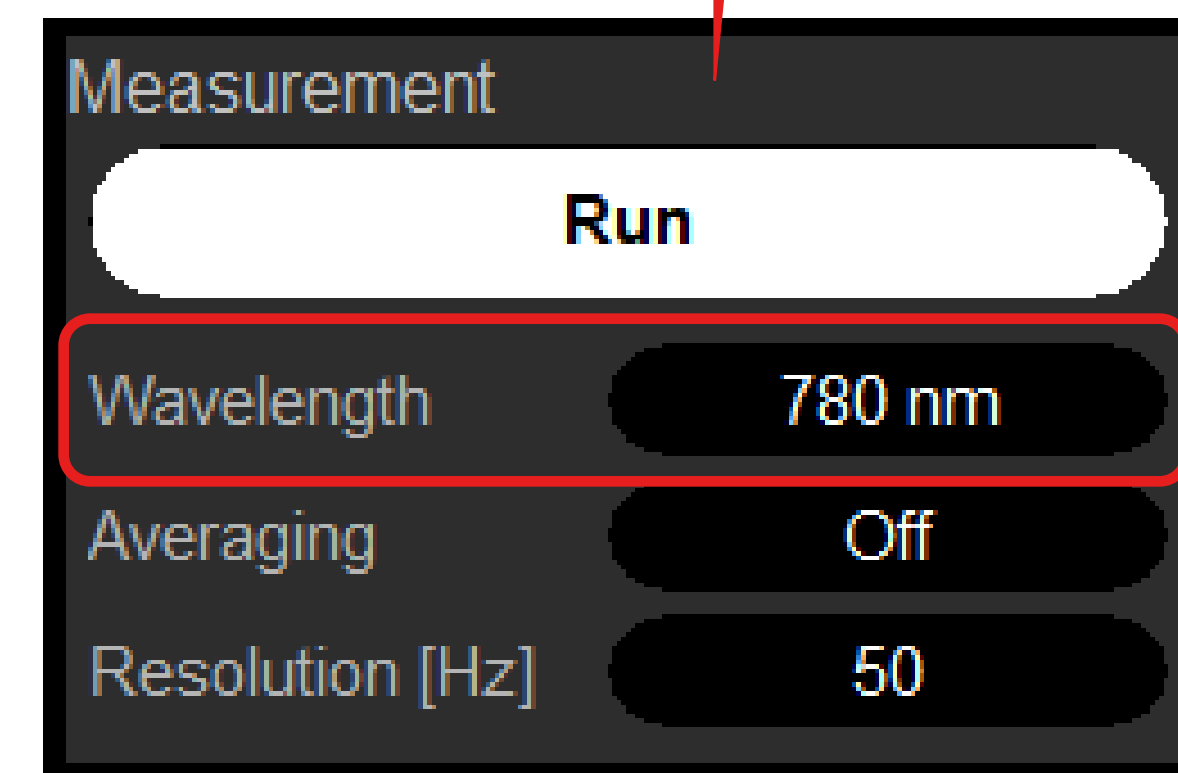 Measurement
Run
Wavelength 780 nm
Averaging Off
Resolution [Hz] 50